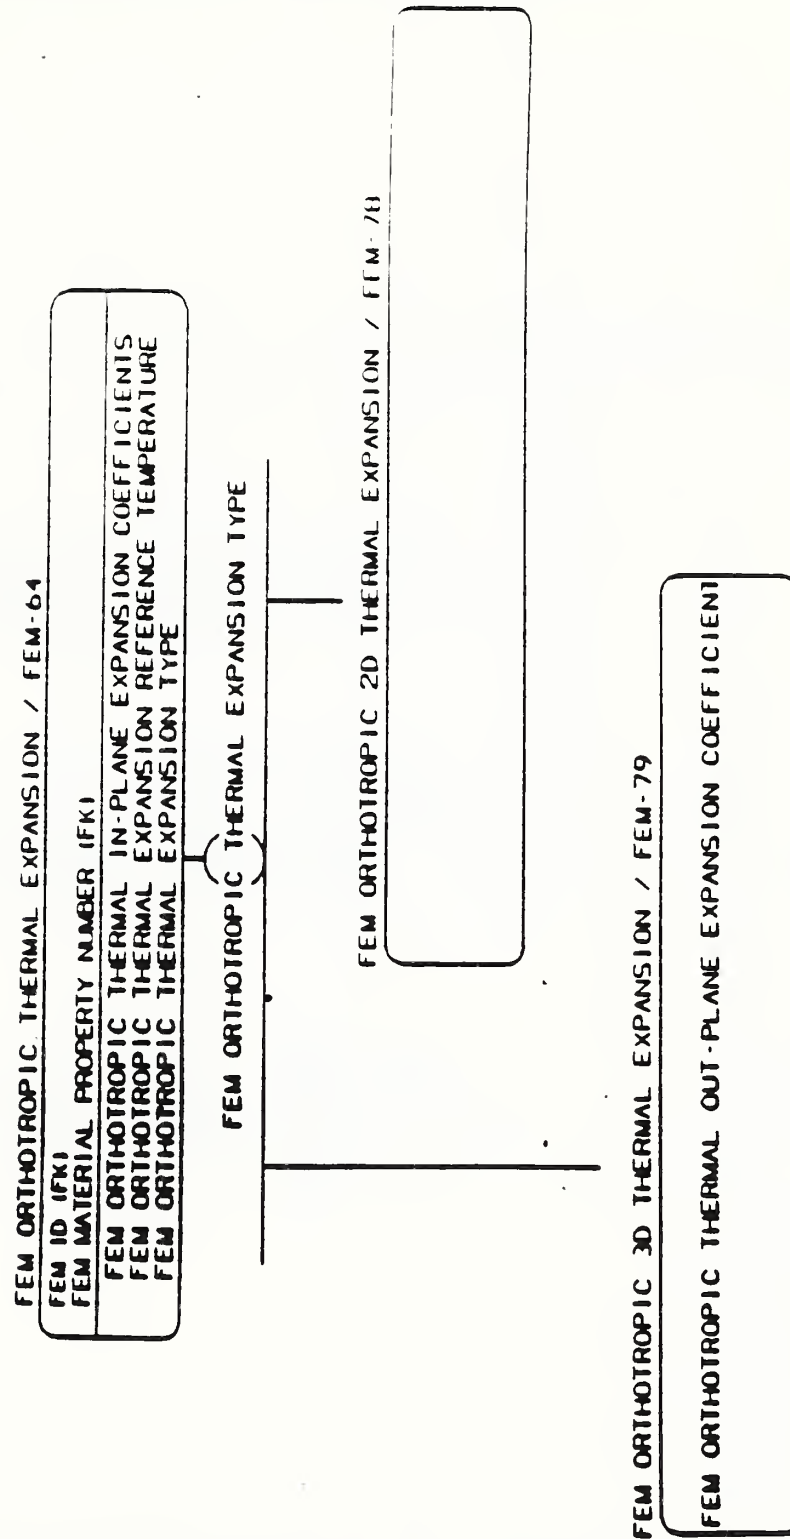 FEM ORTHOTROPIC THERMAL EXPANSION / FEM-64
FEM ID (FK)
FEM MATERIAL PROPERTY NUMBER (FK)
FEM ORTHOTROPIC THERMAL IN-PLANE EXPANSION COEFFICIENTS
FEM ORTHOTROPIC THERMAL EXPANSION REFERENCE TEMPERATURE
FEM ORTHOTROPIC THERMAL EXPANSION TYPE
FEM ORTHOTROPIC THERMAL EXPANSION TYPE
FEM ORTHOTROPIC 2D THERMAL EXPANSION / FEM-78
FEM ORTHOTROPIC 3D THERMAL EXPANSION / FEM-79
FEM ORTHOTROPIC THERMAL OUT-PLANE EXPANSION COEFFICIENT